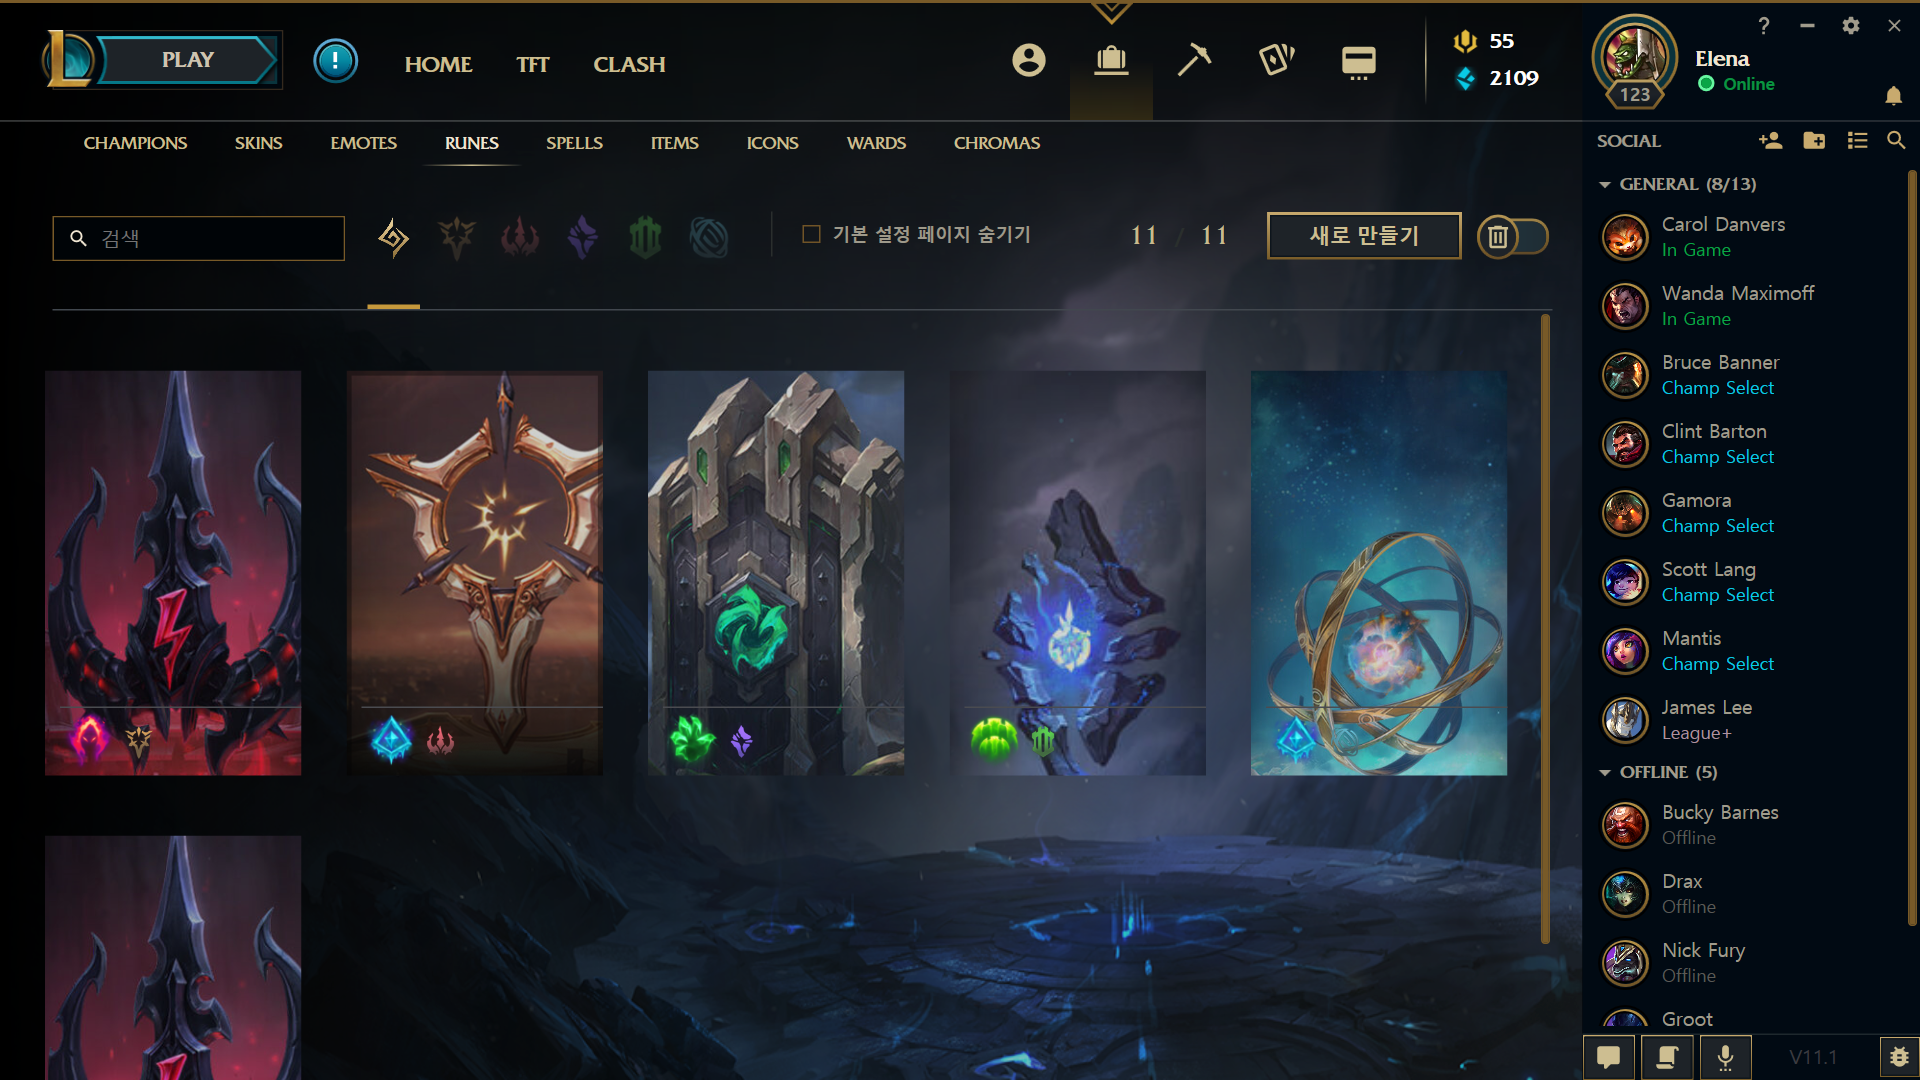 PLAY
HOME
TFT
CLASH
55
2109
123
?
Elena
Online
CHAMPIONS
SKINS
EMOTES
RUNES
SPELLS
ITEMS
ICONS
WARDS
CHROMAS
검색
기본 설정 페이지 숨기기
11 / 11
새로 만들기
SOCIAL
GENERAL (8/13)
Carol Danvers
In Game
Wanda Maximoff
In Game
Bruce Banner
Champ Select
Clint Barton
Champ Select
Gamora
Champ Select
Scott Lang
Champ Select
Mantis
Champ Select
James Lee
League+
OFFLINE (5)
Bucky Barnes
Offline
Drax
Offline
Nick Fury
Offline
Groot
V11.1